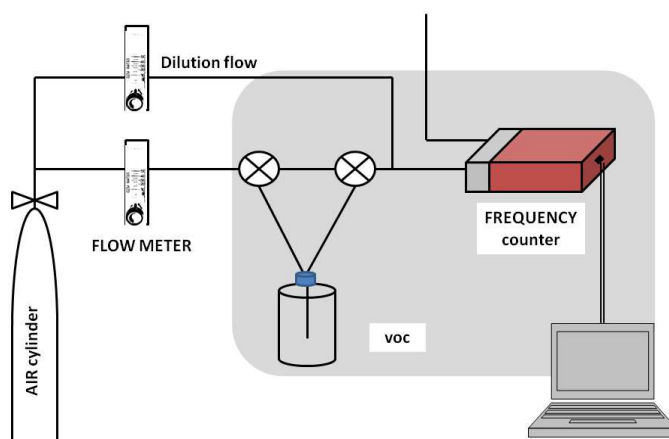 Dilution flow
FLOW METER
FREQUENCY
counter
voc
AIR cylinder